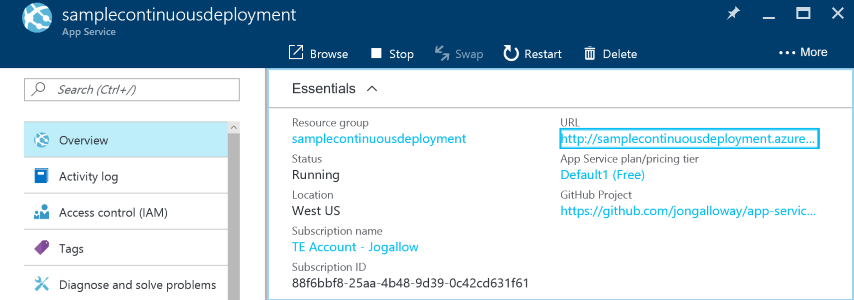 samplecontinuousdeployment
App Service
Browse
Stop
Swap
Restart
Delete
••• More
Search (Ctrl+/)
Overview
Activity log
Access control (IAM)
Tags
Diagnose and solve problems
Essentials
Resource group
samplecontinuousdeployment
Status
Running
Location
West US
Subscription name
TE Account - Jogallow
Subscription ID
88f6bbf8-25aa-4b48-9d39-0c42cd631f61
URL
http://samplecontinuousdeployment.azure...
App Service plan/pricing tier
Default1 (Free)
GitHub Project
https://github.com/jongalloway/app-servic...